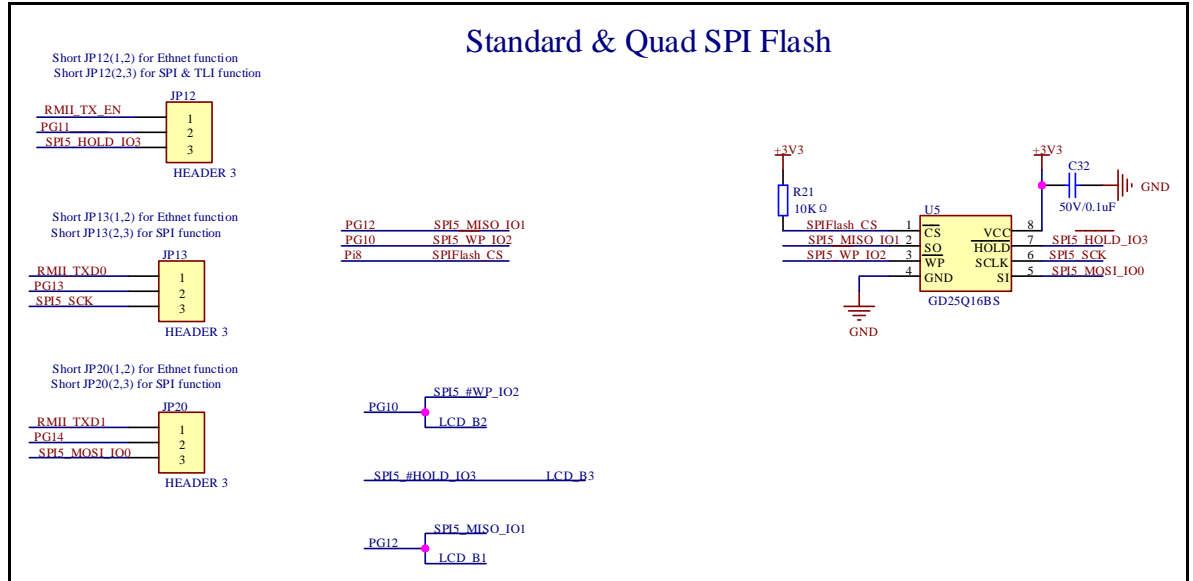 Standard & Quad SPI Flash
Short JP12(1,2) for Ethnet function
Short JP12(2,3) for SPI & TLI function
JP12
RMII_TX_EN
1
PG11
2
SPI5_HOLD_IO3
3
HEADER 3
Short JP13(1,2) for Ethnet function
Short JP13(2,3) for SPI function
JP13
RMII_TXD0
1
PG13
2
SPI5_SCK
3
HEADER 3
Short JP20(1,2) for Ethnet function
Short JP20(2,3) for SPI function
JP20
RMII_TXD1
1
PG14
2
SPI5_MOSI_IO0
3
HEADER 3
PG12 SPI5_MISO_IO1
PG10 SPI5_WP_IO2
Pi8 SPIFlash_CS
PG10
SPI5_#WP_IO2
LCD_B2
SPI5_#HOLD_IO3 LCD_B3
PG12
SPI5_MISO_IO1
LCD_B1
+3V3
R21
10KΩ
+3V3
C32
50V/0.1uF
GND
U5
SPIFlash_CS 1 CS VCC 8
SPI5_MISO_IO1 2 SO HOLD 7 SPI5_HOLD_IO3
SPI5_WP_IO2 3 WP SCLK 6 SPI5_SCK
4 GND SI 5 SPI5_MOSI_IO0
GD25Q16BS
GND